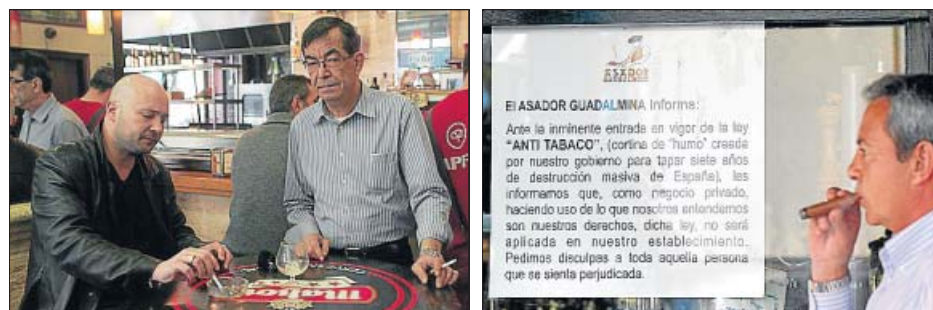 Mahou
APF
ASADOR
El ASADOR GUADALMINA Informa:
Ante la inminente entrada en vigor de la ley
"ANTI TABACO", (cortina de "humo" creada
por nuestro gobierno para tapar siete años
de destrucción masiva de España), les
informamos que, como negocio privado,
haciendo uso de lo que nosotros entendemos
son nuestros derechos, dicha ley, no será
aplicada en nuestro establecimiento.
Pedimos disculpas a toda aquella persona
que se sienta perjudicada.